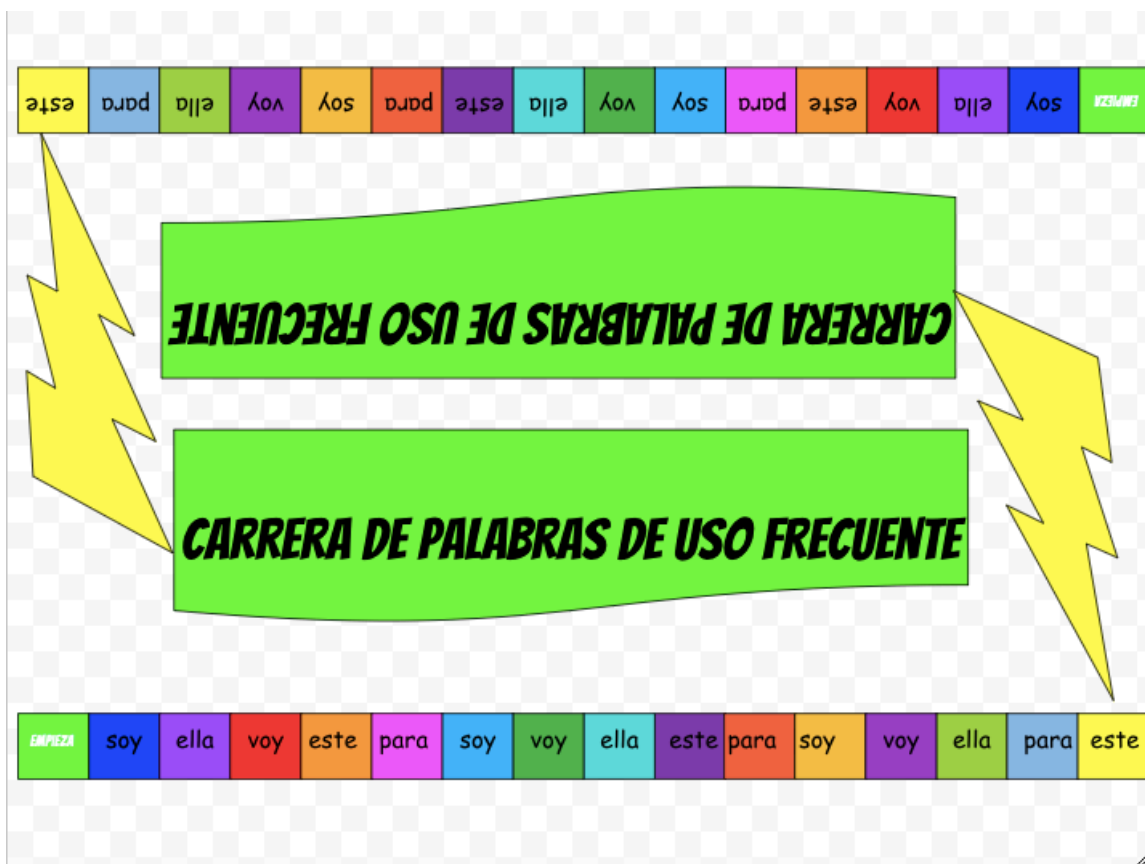 este para ella voy soy para este ella voy soy para este voy ella soy EMPIEZA
CARRERA DE PALABRAS DE USO FRECUENTE
CARRERA DE PALABRAS DE USO FRECUENTE
EMPIEZA soy ella voy este para soy voy ella este para soy voy ella para este